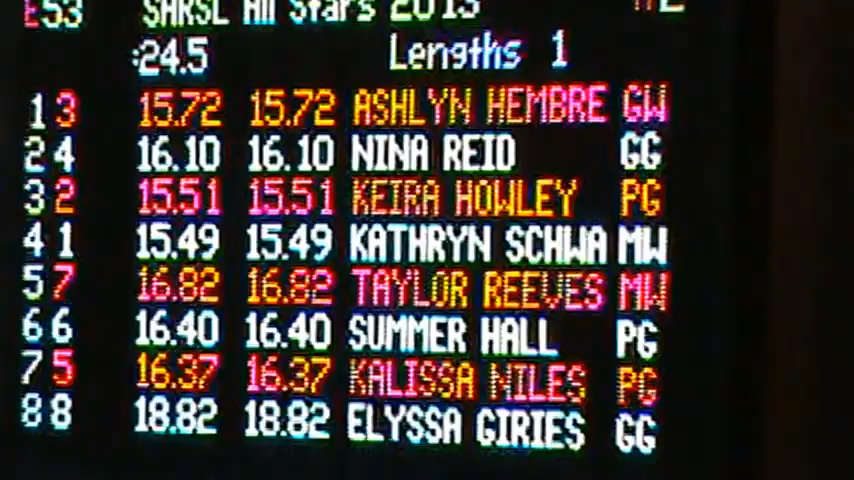 E53 SHRSL All Stars 2013
:24.5 Lengths 1
1 3 15.72 15.72 ASHLYN HEMBRE GW
2 4 16.10 16.10 NINA REID GG
3 2 15.51 15.51 KEIRA HOWLEY PG
4 1 15.49 15.49 KATHRYN SCHWA MW
5 7 16.82 16.82 TAYLOR REEVES MW
6 6 16.40 16.40 SUMMER HALL PG
7 5 16.37 16.37 KALISSA NILES PG
8 8 18.82 18.82 ELYSSA GIRIES GG